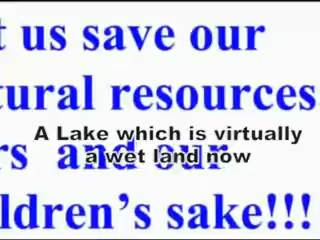 t us save our
tural resources
A Lake which is virtually
rs and our
a wet land now
ldren's sake!!!